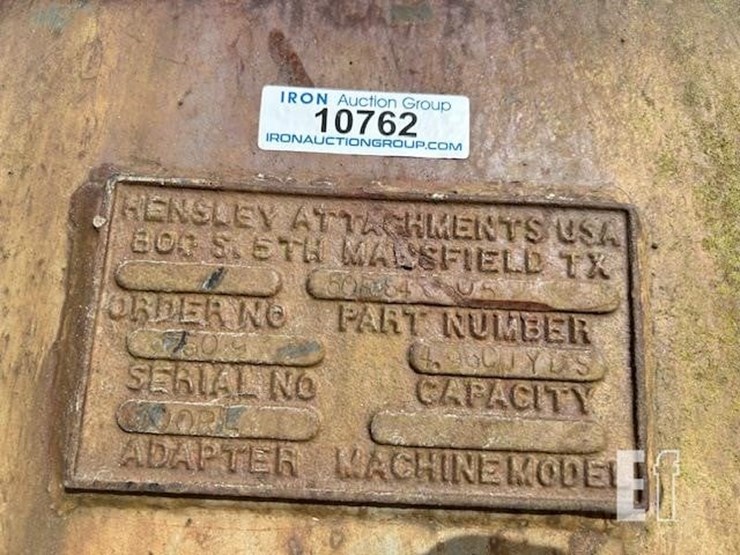 IRON Auction Group
10762
IRONAUCTIONGROUP.COM
HENSLEY ATTACHMENTS USA
800 S. 5TH MANSFIELD TX
ORDER NO PART NUMBER
SERIAL NO
CAPACITY
ADAPTER MACHINE MODEL
Ef